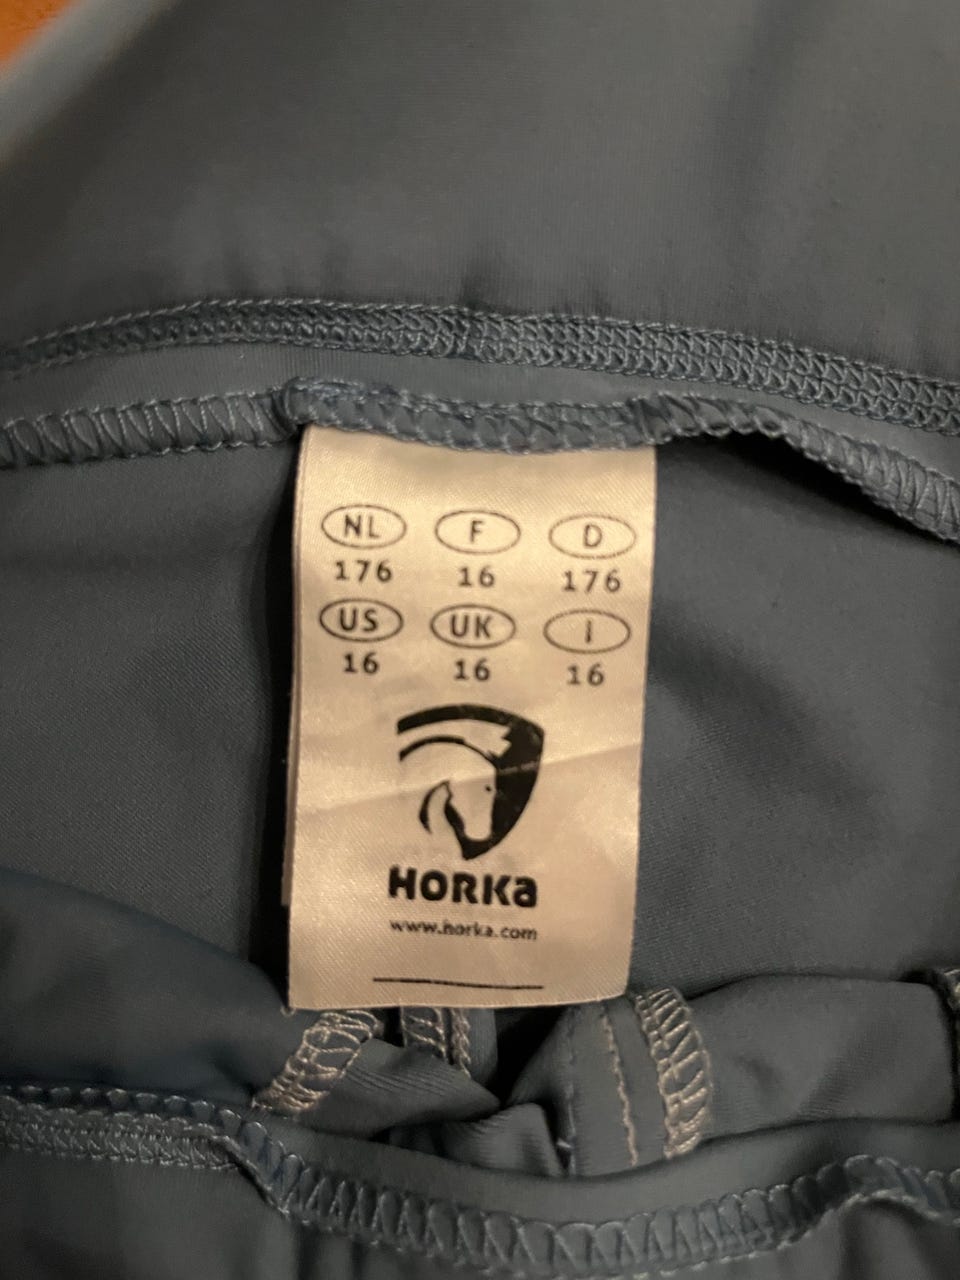 NL F D
176 16 176
US UK I
16 16 16
HORKa
www.horka.com